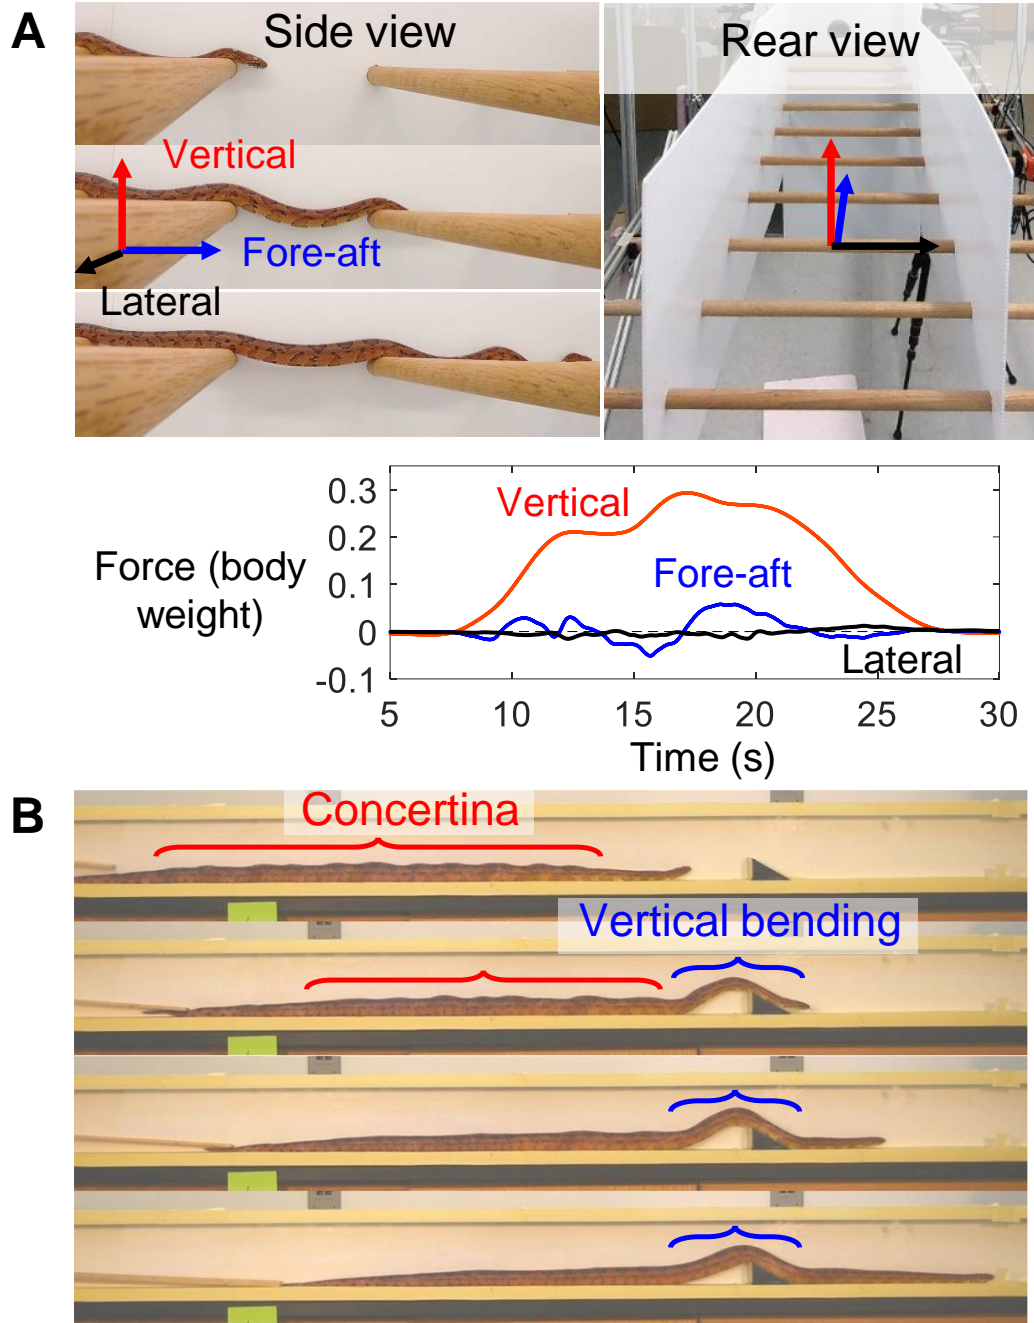 A
Side view
Rear view
Vertical
Fore-aft
Lateral
0.3
0.2
0.1
0
-0.1
Force (body
weight)
Vertical
Fore-aft
Lateral
5
10
15
20
25
30
Time (s)
B
Concertina
Vertical bending